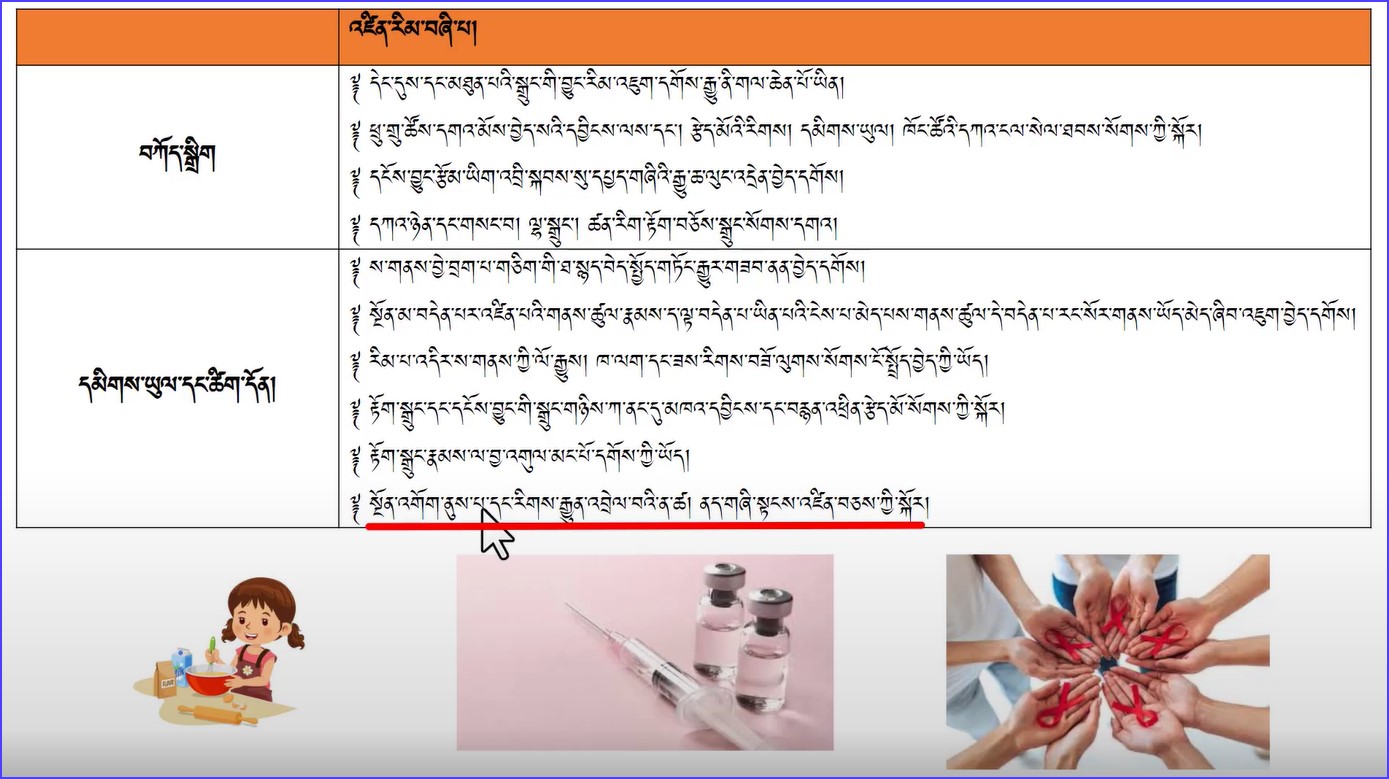 འཛིན་རིམ་བཞི་པ།
བཀོད་སྒྲིག
༈ དེང་དུས་དང་མཐུན་པའི་སྒྲུང་གི་བྱུང་རིམ་འཇུག་དགོས་རྒྱུ་ནི་གལ་ཆེན་པོ་ཡིན།
༈ ཕྲུ་གུ་ཚོས་དགའ་མོས་བྱེད་སའི་དབྱིངས་ལས་དང་། རྩེད་མོའི་རིགས། དམིགས་ཡུལ། ཁོང་ཚོའི་དཀའ་ངལ་སེལ་ཐབས་སོགས་ཀྱི་སྐོར།
༈ དངོས་བྱུང་རྩོམ་ཡིག་འབྲི་སྐབས་སུ་དཔྱད་གཞིའི་རྒྱུ་ཆ་ལུང་འདྲེན་བྱེད་དགོས།
༈ དཀའ་ཉེན་དང་གསང་བ། ལྷ་སྒྲུང་། ཚན་རིག་རྟོག་བཅོས་སྒྲུང་སོགས་དགའ།
དམིགས་ཡུལ་དང་ཚིག་དོན།
༈ ས་གནས་བྱེ་བྲག་པ་གཅིག་གི་ཐ་སྙད་བེད་སྤྱོད་གཏོང་རྒྱུར་གཟབ་ནན་བྱེད་དགོས།
༈ སྔོན་མ་བདེན་པར་འཛིན་པའི་གནས་ཚུལ་རྣམས་ད་ལྟ་བདེན་པ་ཡིན་པའི་ངེས་པ་མེད་པས་གནས་ཚུལ་དེ་བདེན་པ་རང་སོར་གནས་ཡོད་མེད་ཞིབ་འཇུག་བྱེད་དགོས།
༈ རིམ་པ་འདིར་ས་གནས་ཀྱི་ལོ་རྒྱུས། ཁ་ལག་དང་ཟས་རིགས་བཟོ་ལུགས་སོགས་ངོ་སྤྲོད་བྱེད་ཀྱི་ཡོད།
༈ རྟོག་སྒྲུང་དང་དངོས་བྱུང་གི་སྒྲུང་གཉིས་ཀ་ནང་དུ་མཁའ་དབྱིངས་དང་བརྙན་འཕྲིན་རྩེད་མོ་སོགས་ཀྱི་སྐོར།
༈ རྟོག་སྒྲུང་རྣམས་ལ་བྱ་འགུལ་མང་པོ་དགོས་ཀྱི་ཡོད།
༈ སྔོན་འགོག་ནུས་པ་དང་རིགས་རྒྱུན་འབྲེལ་བའི་ན་ཚ། ནད་གཞི་སྟངས་འཛིན་བཅས་ཀྱི་སྐོར།